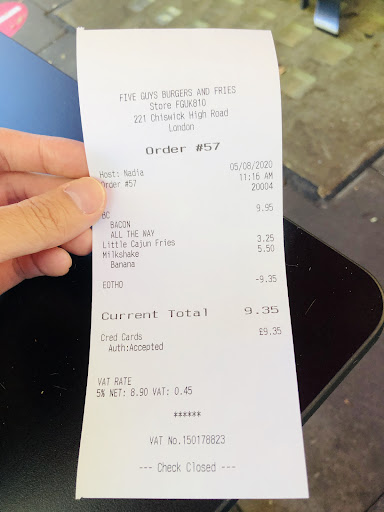 FIVE GUYS BURGERS AND FRIES
Store FGUK810
221 Chiswick High Road
London
Order #57
Host: Nadia 05/08/2020
Order #57 11:16 AM
20004
BC 9.95
BACON
ALL THE WAY
Little Cajun Fries 3.25
Milkshake 5.50
Banana
EOTHO -9.35
Current Total 9.35
Cred Cards £9.35
Auth:Accepted
VAT RATE
5% NET: 8.90 VAT: 0.45
******
VAT No.150178823
--- Check Closed ---